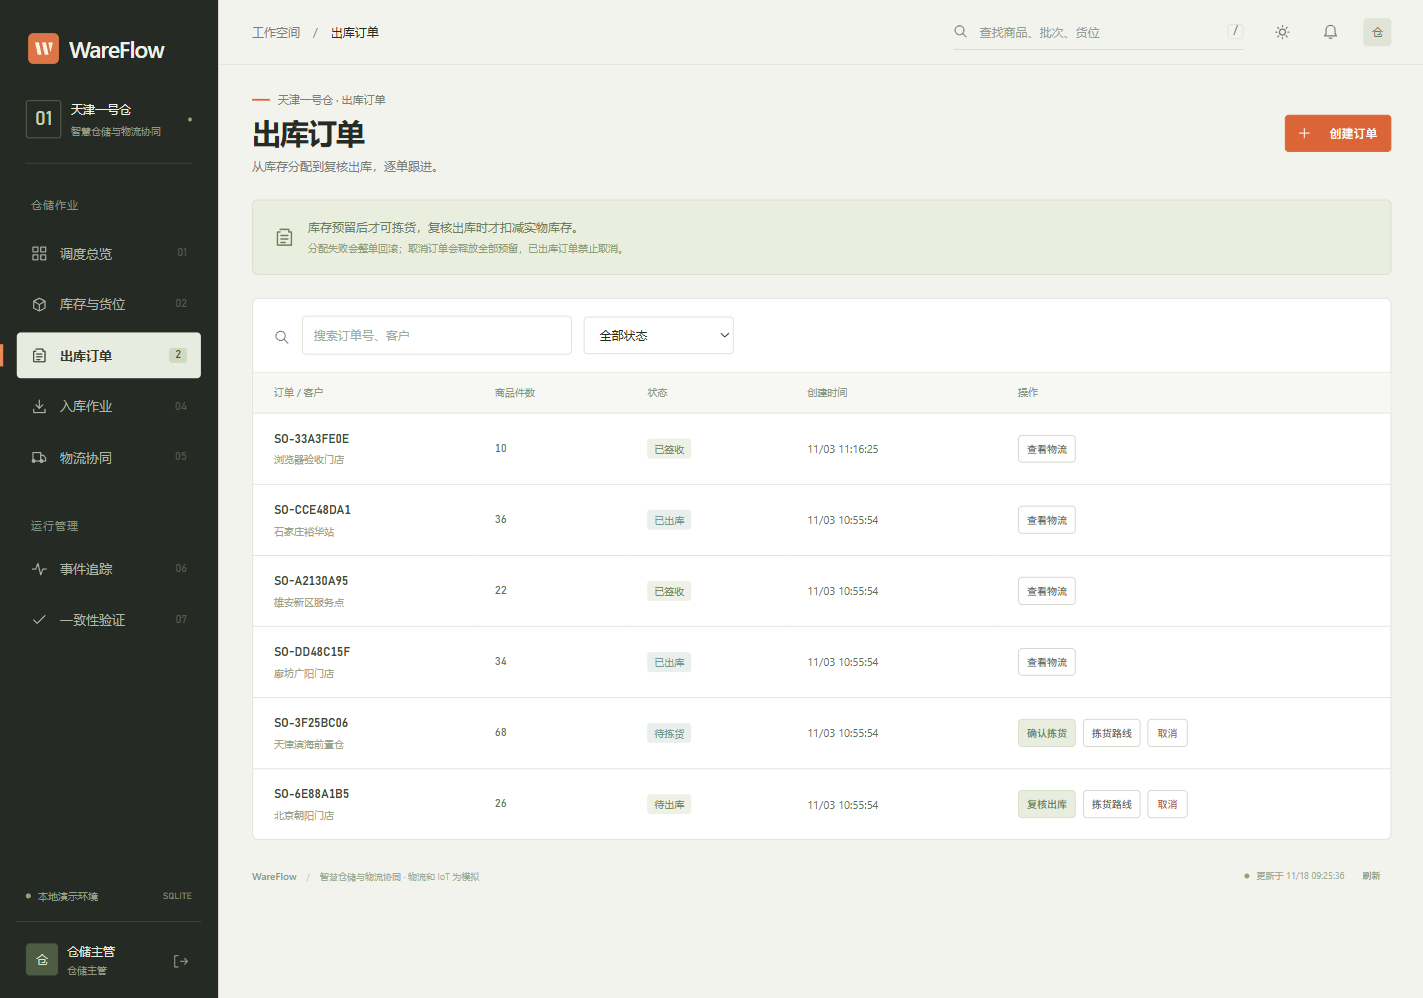 WareFlow
01
天津一号仓
智慧仓储与物流协同
仓储作业
调度总览 01
库存与货位 02
出库订单 2
入库作业 04
物流协同 05
运行管理
事件追踪 06
一致性验证 07
本地演示环境 SQLITE
仓 仓储主管
仓储主管
工作空间 / 出库订单
查找商品、批次、货位 /
仓
天津一号仓 · 出库订单
出库订单
从库存分配到复核出库，逐单跟进。
创建订单
库存预留后才可拣货，复核出库时才扣减实物库存。
分配失败会整单回滚；取消订单会释放全部预留，已出库订单禁止取消。
搜索订单号、客户 全部状态
订单 / 客户 商品件数 状态 创建时间 操作
SO-33A3FE0E
浏览器验收门店
10 已签收 11/03 11:16:25 查看物流
SO-CCE48DA1
石家庄裕华站
36 已出库 11/03 10:55:54 查看物流
SO-A2130A95
雄安新区服务点
22 已签收 11/03 10:55:54 查看物流
SO-DD48C15F
廊坊广阳门店
34 已出库 11/03 10:55:54 查看物流
SO-3F25BC06
天津滨海前置仓
68 待拣货 11/03 10:55:54 确认拣货 拣货路线 取消
SO-6E88A1B5
北京朝阳门店
26 待出库 11/03 10:55:54 复核出库 拣货路线 取消
WareFlow / 智慧仓储与物流协同 · 物流和 IoT 为模拟
更新于 11/18 09:25:36 刷新